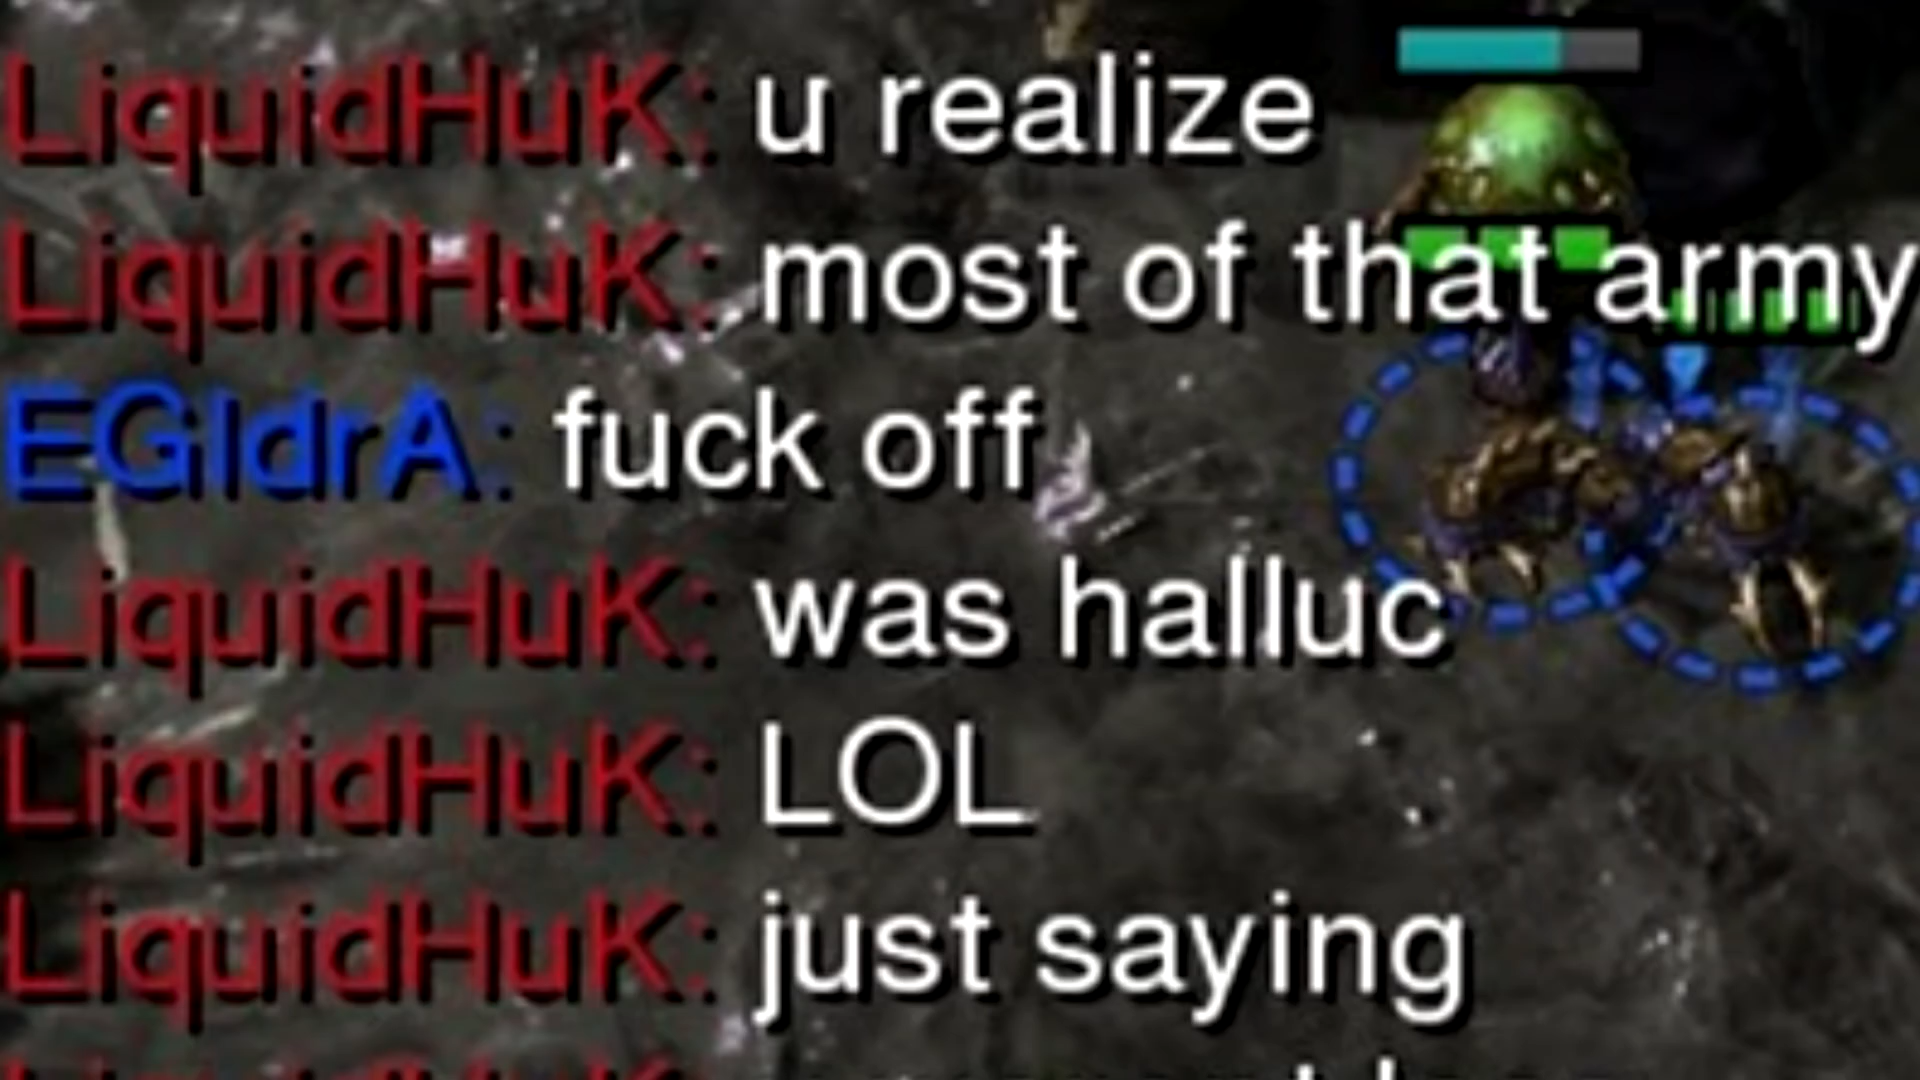 LiquidHuK: u realize
LiquidHuK: most of that army
EGIdrA: fuck off
LiquidHuK: was halluc
LiquidHuK: LOL
LiquidHuK: just saying